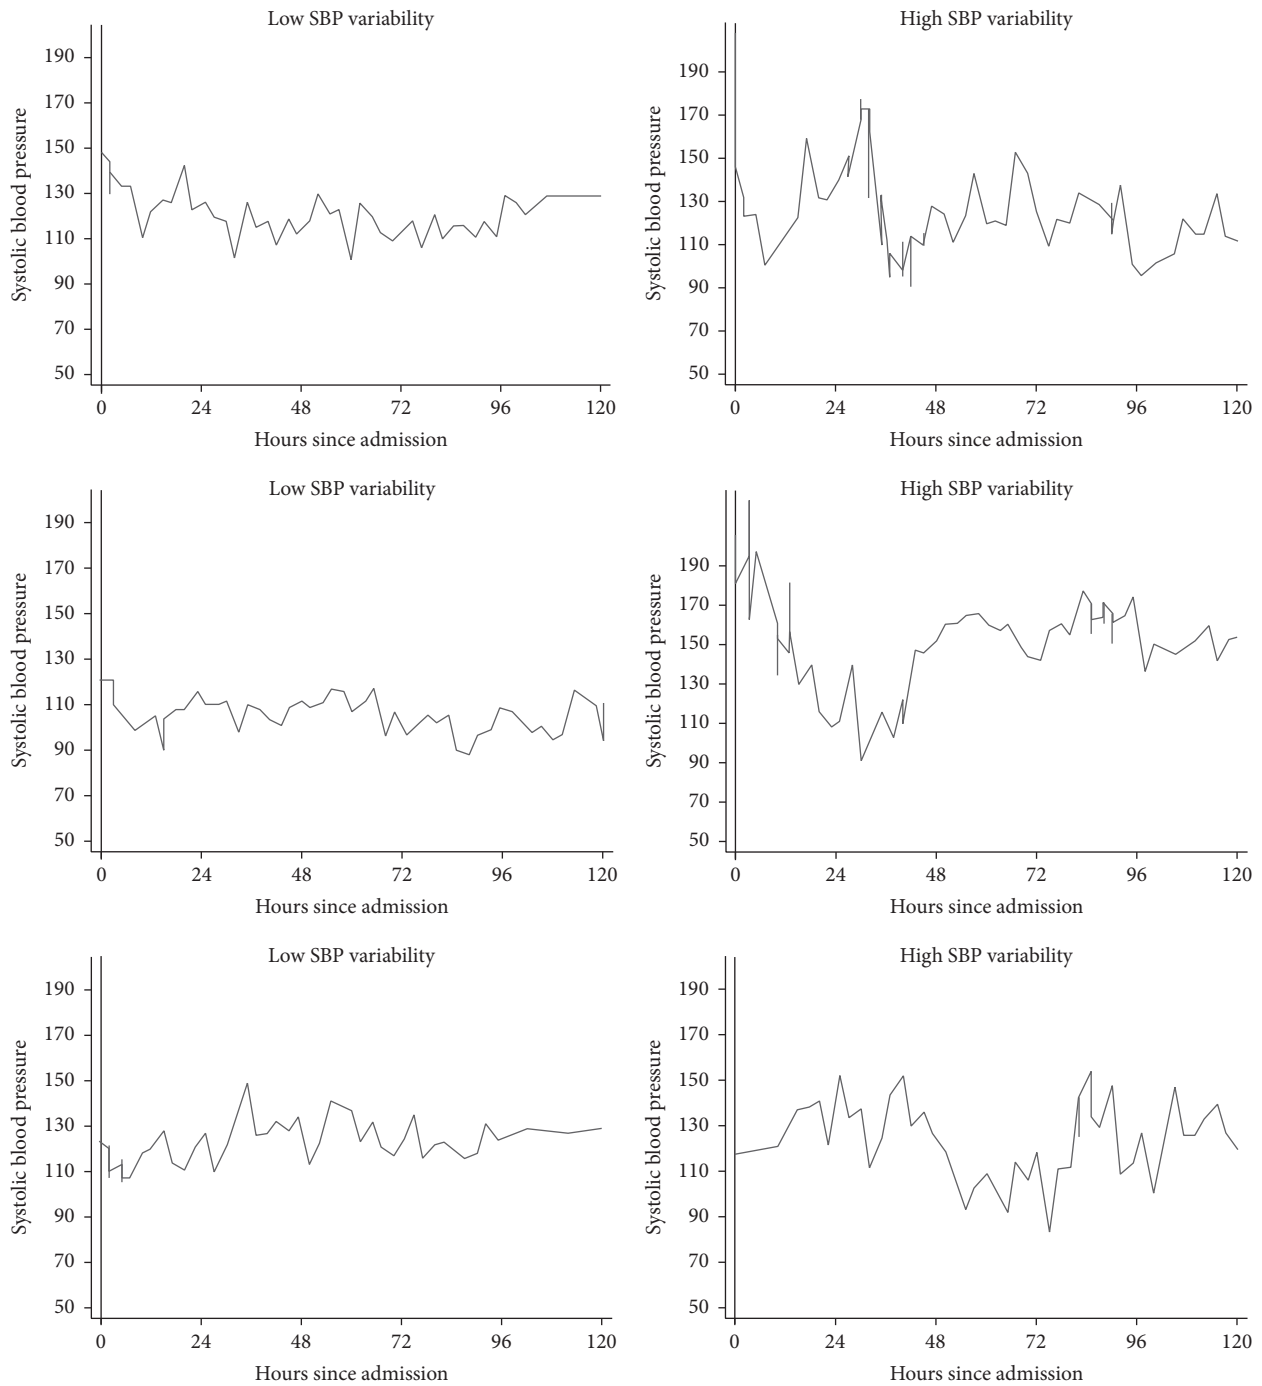 Low SBP variability
Systolic blood pressure
190
170
150
130
110
90
70
50
0 24 48 72 96 120
Hours since admission
High SBP variability
Systolic blood pressure
190
170
150
130
110
90
70
50
0 24 48 72 96 120
Hours since admission
Low SBP variability
Systolic blood pressure
190
170
150
130
110
90
70
50
0 24 48 72 96 120
Hours since admission
High SBP variability
Systolic blood pressure
190
170
150
130
110
90
70
50
0 24 48 72 96 120
Hours since admission
Low SBP variability
Systolic blood pressure
190
170
150
130
110
90
70
50
0 24 48 72 96 120
Hours since admission
High SBP variability
Systolic blood pressure
190
170
150
130
110
90
70
50
0 24 48 72 96 120
Hours since admission